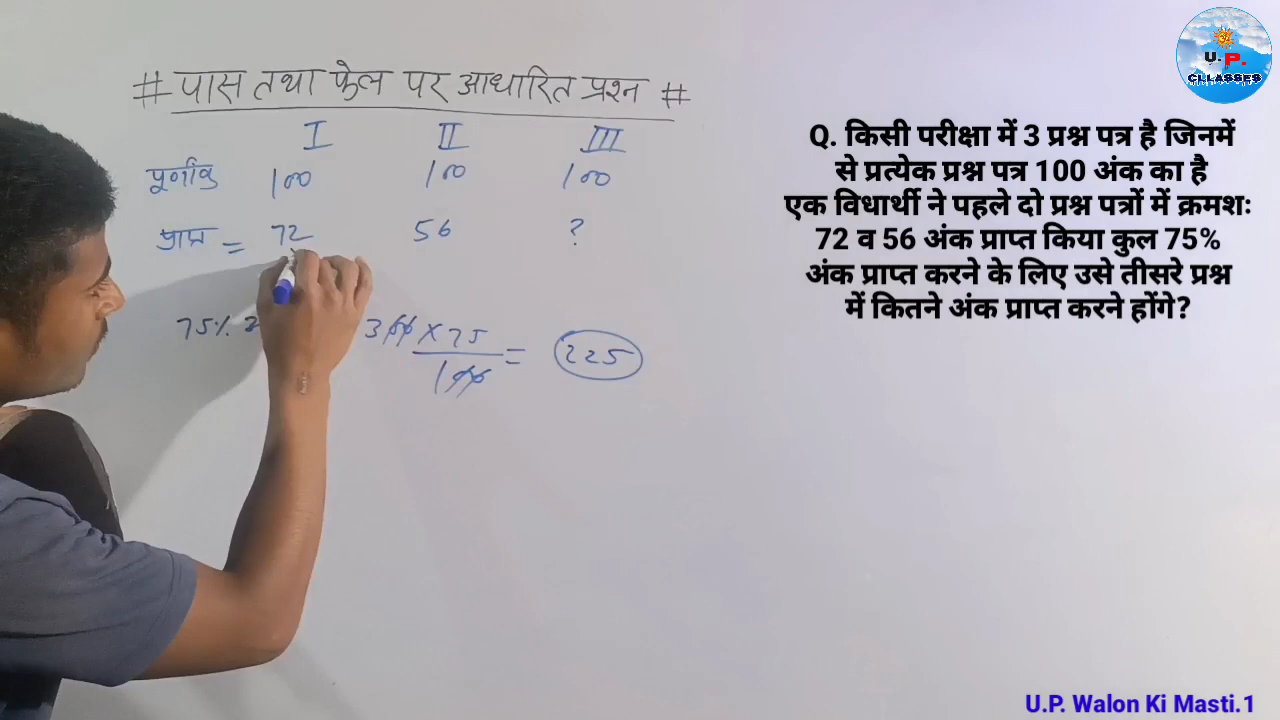 # पास तथा फेल पर आधारित प्रश्न #
I II III
पूर्णांक 100 100 100
प्राप्त = 72 56 ?
75%
300 × 75
100
= 225
U.P.
CLLASSES
Q. किसी परीक्षा में 3 प्रश्न पत्र है जिनमें
से प्रत्येक प्रश्न पत्र 100 अंक का है
एक विधार्थी ने पहले दो प्रश्न पत्रों में क्रमशः
72 व 56 अंक प्राप्त किया कुल 75%
अंक प्राप्त करने के लिए उसे तीसरे प्रश्न
में कितने अंक प्राप्त करने होंगे?
U.P. Walon Ki Masti.1